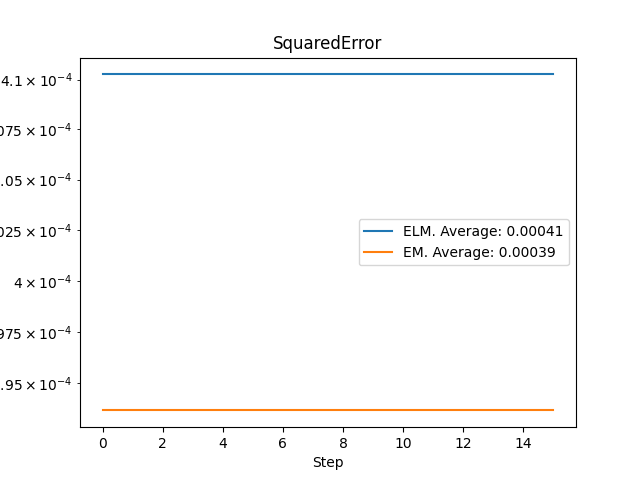 SquaredError
4.1 × 10⁻⁴
075 × 10⁻⁴
.05 × 10⁻⁴
025 × 10⁻⁴
4 × 10⁻⁴
975 × 10⁻⁴
.95 × 10⁻⁴
ELM. Average: 0.00041
EM. Average: 0.00039
0 2 4 6 8 10 12 14
Step